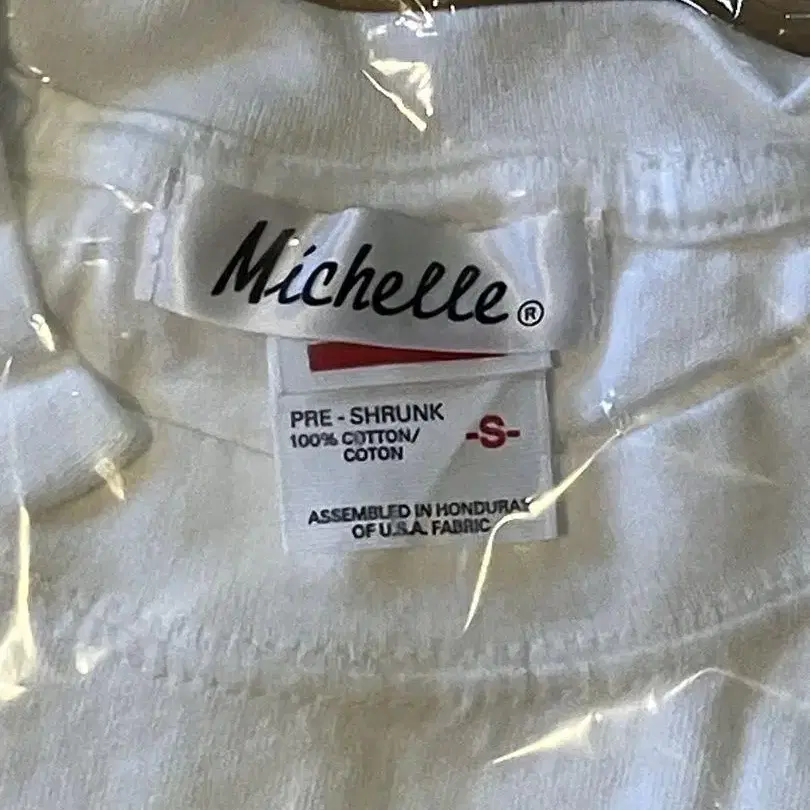 Michelle®
PRE - SHRUNK
100% COTTON/
COTON
-S-
ASSEMBLED IN HONDURAS
OF U.S.A. FABRIC